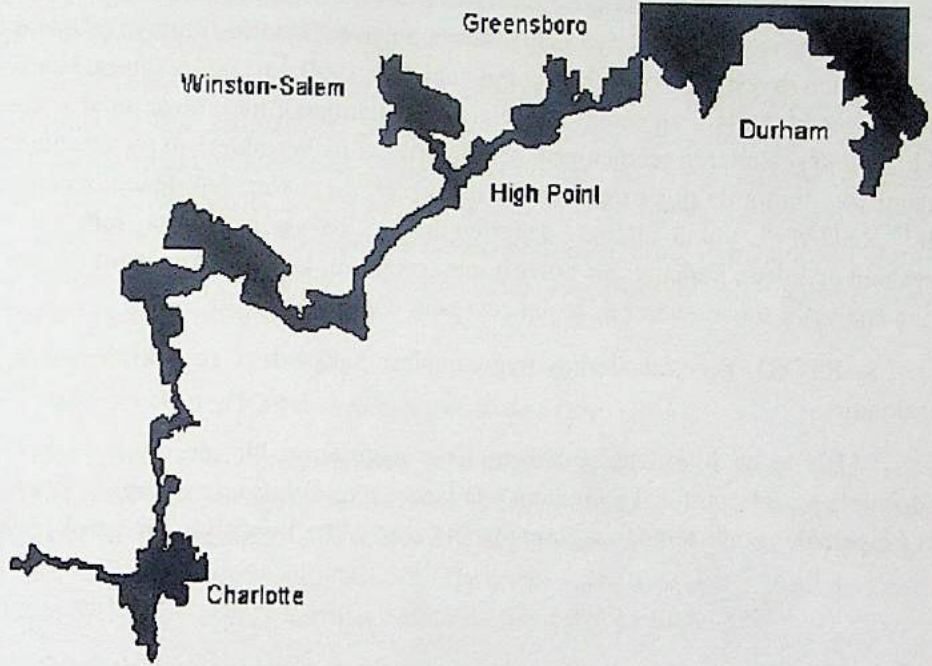 Greensboro
Winston-Salem
Durham
High Point
Charlotte